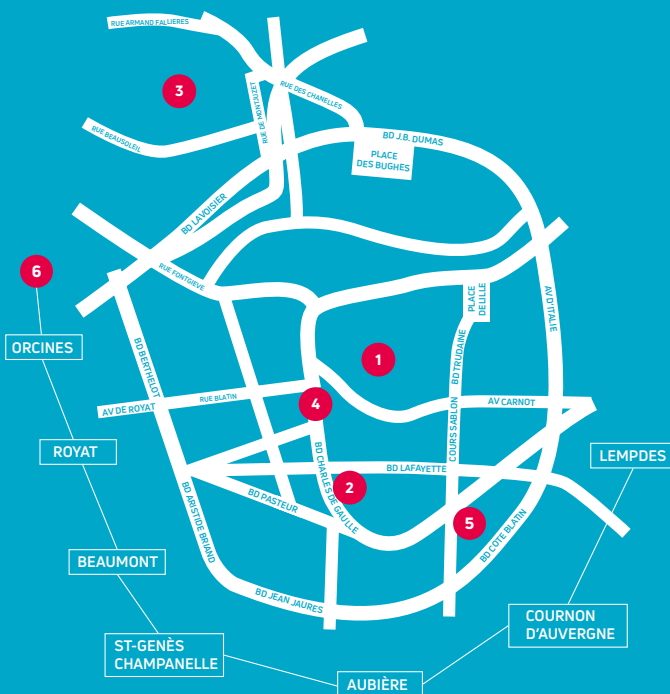 RUE ARMAND FALLIERES
3
RUE DE MONTJUZET
RUE DES CHANELLES
RUE BEAUSOLEIL
BD J.B. DUMAS
PLACE
DES BUGHES
BD LAVOISIER
6
RUE FONTGIEVE
PLACE
DELILLE
AV D'ITALIE
ORCINES
BD BERTHELOT
1
BD TRUDAINE
AV DE ROYAT
RUE BLATIN
4
AV CARNOT
COURS SABLON
ROYAT
BD CHARLES DE GAULLE
BD LAFAYETTE
LEMPDES
2
BD PASTEUR
BD ARISTIDE BRIAND
5
BD COTE BLATIN
BEAUMONT
BD JEAN JAURES
COURNON
D'AUVERGNE
ST-GENÈS
CHAMPANELLE
AUBIÈRE